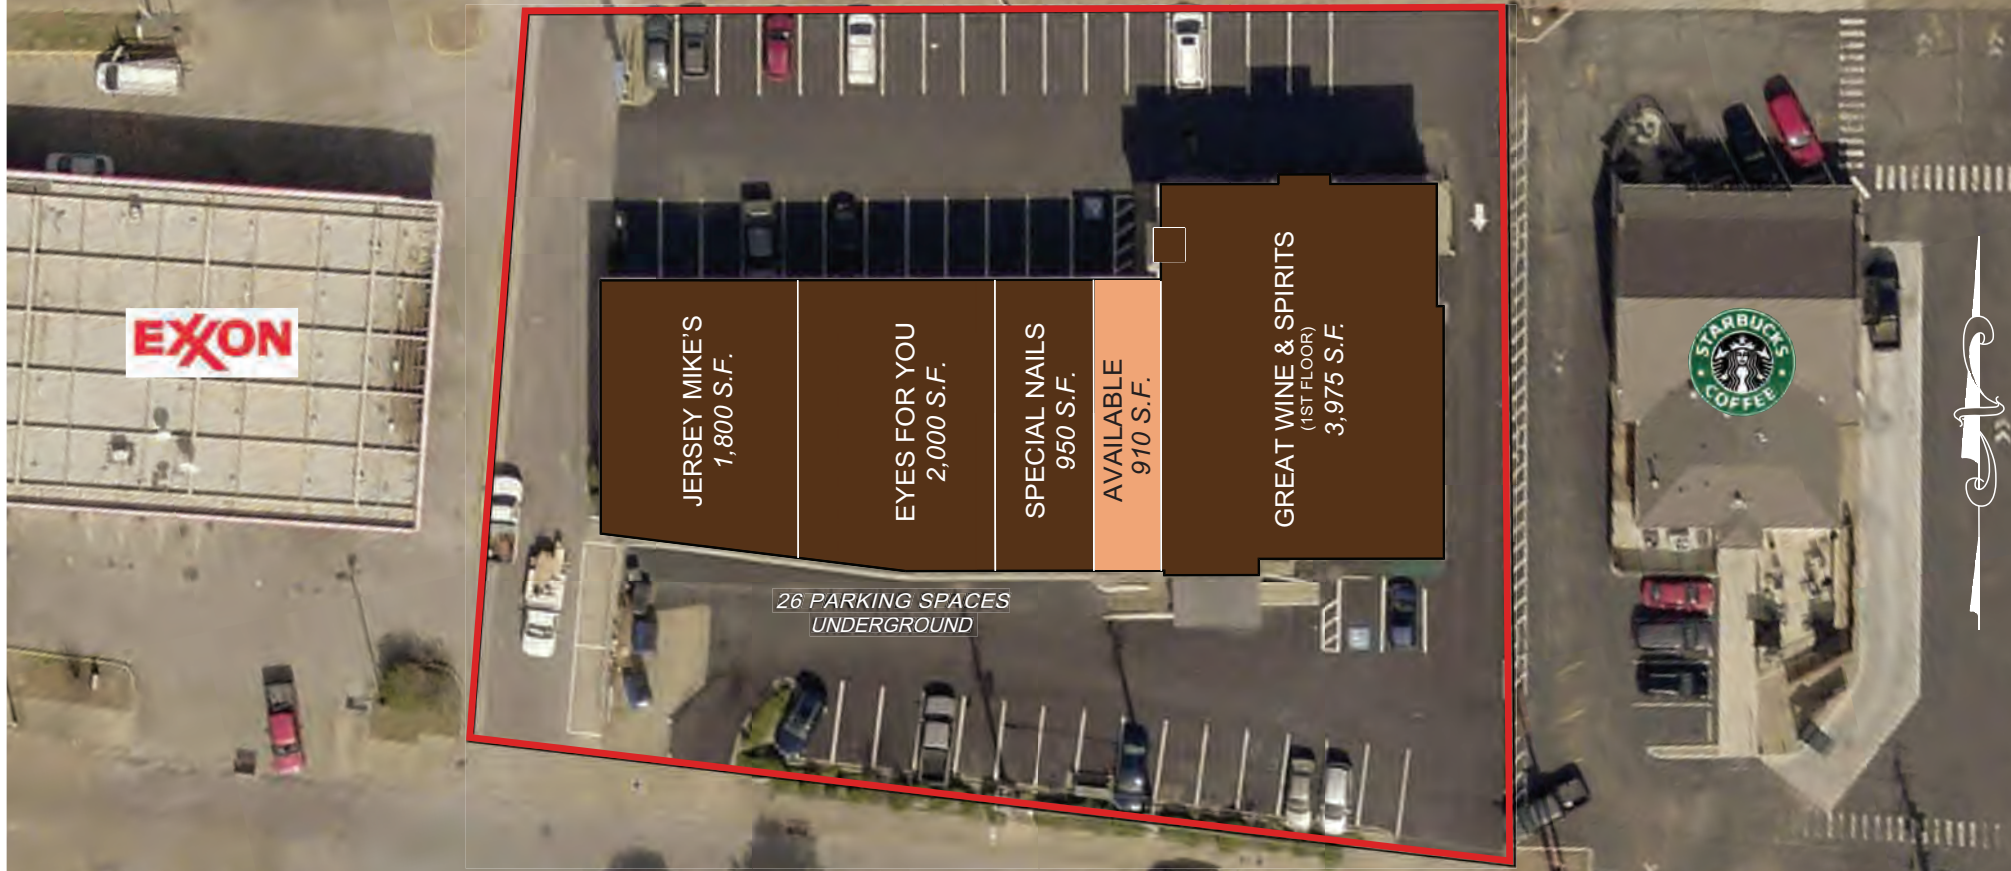 EXXON
JERSEY MIKE'S
1,800 S.F.
EYES FOR YOU
2,000 S.F.
SPECIAL NAILS
950 S.F.
AVAILABLE
910 S.F.
GREAT WINE & SPIRITS
(1ST FLOOR)
3,975 S.F.
26 PARKING SPACES
UNDERGROUND
STARBUCKS
COFFEE